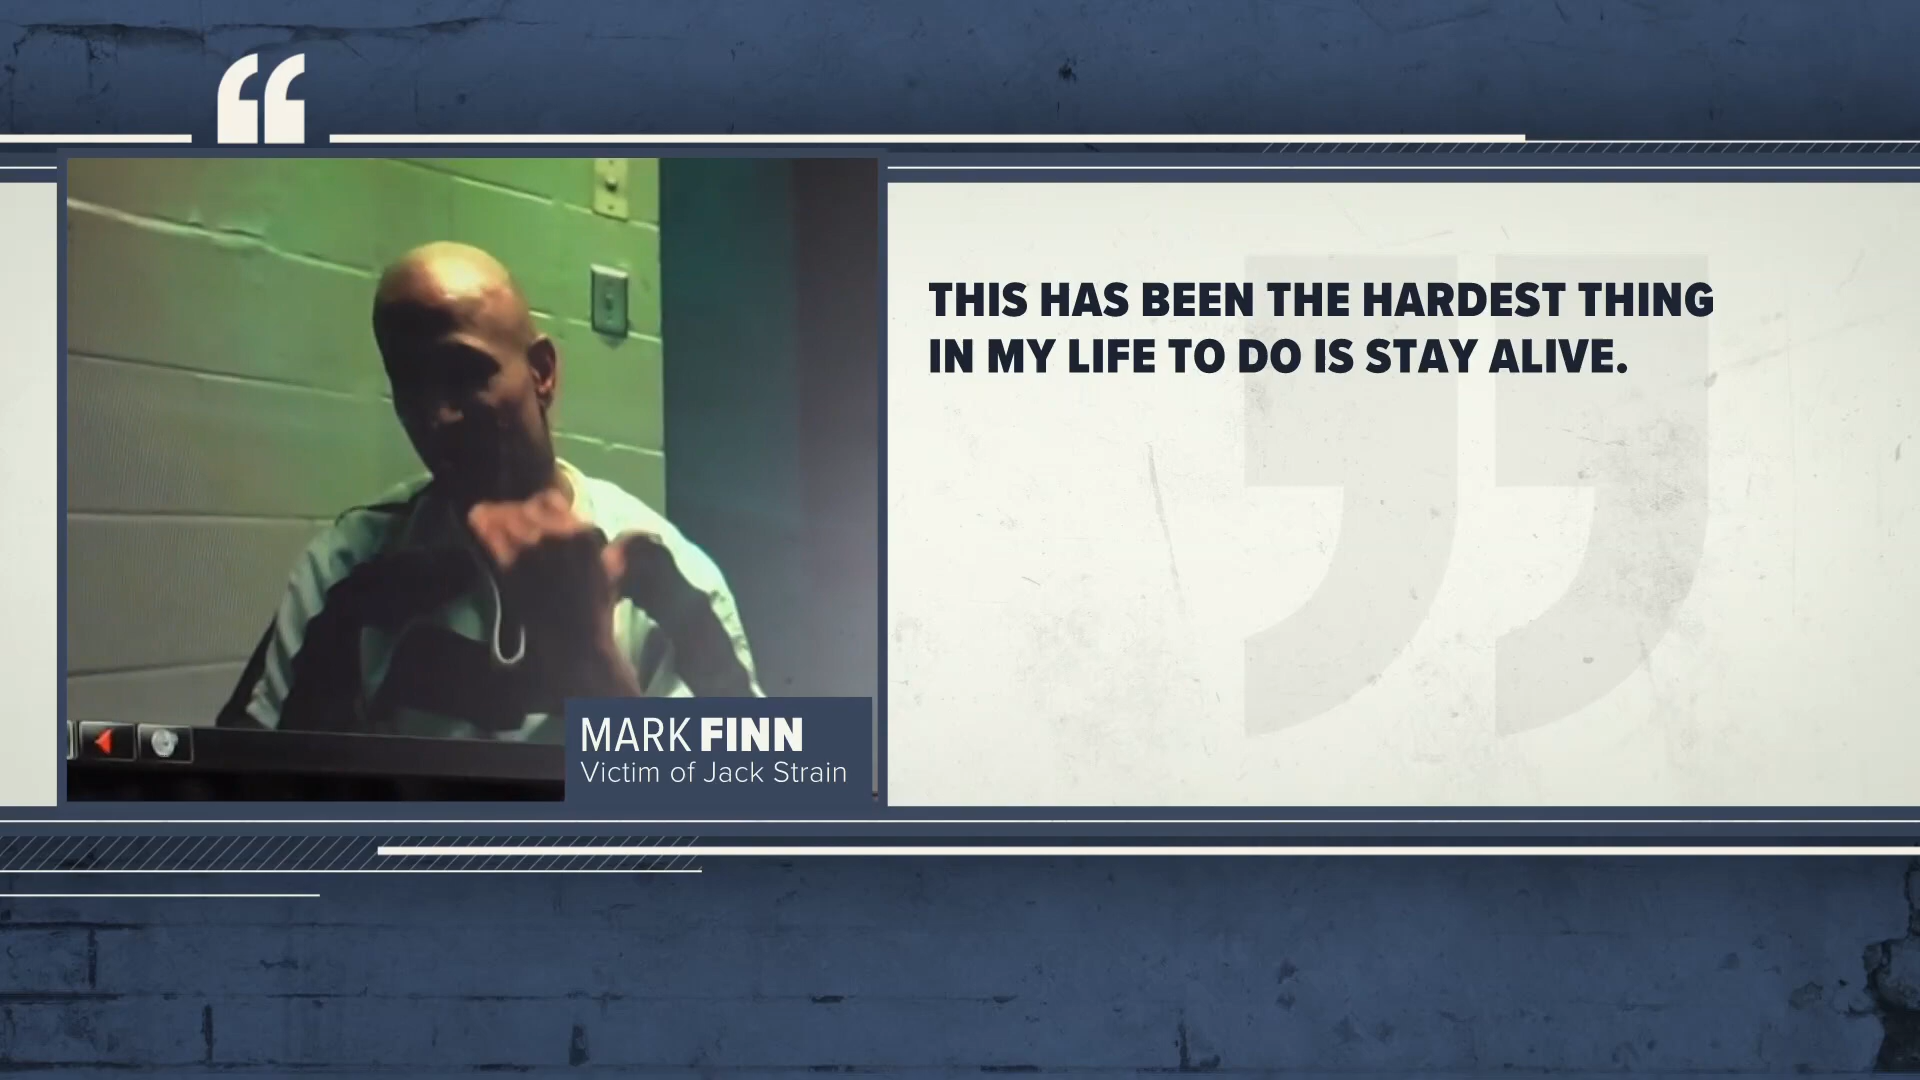 “
THIS HAS BEEN THE HARDEST THING
IN MY LIFE TO DO IS STAY ALIVE.
”
MARK FINN
Victim of Jack Strain